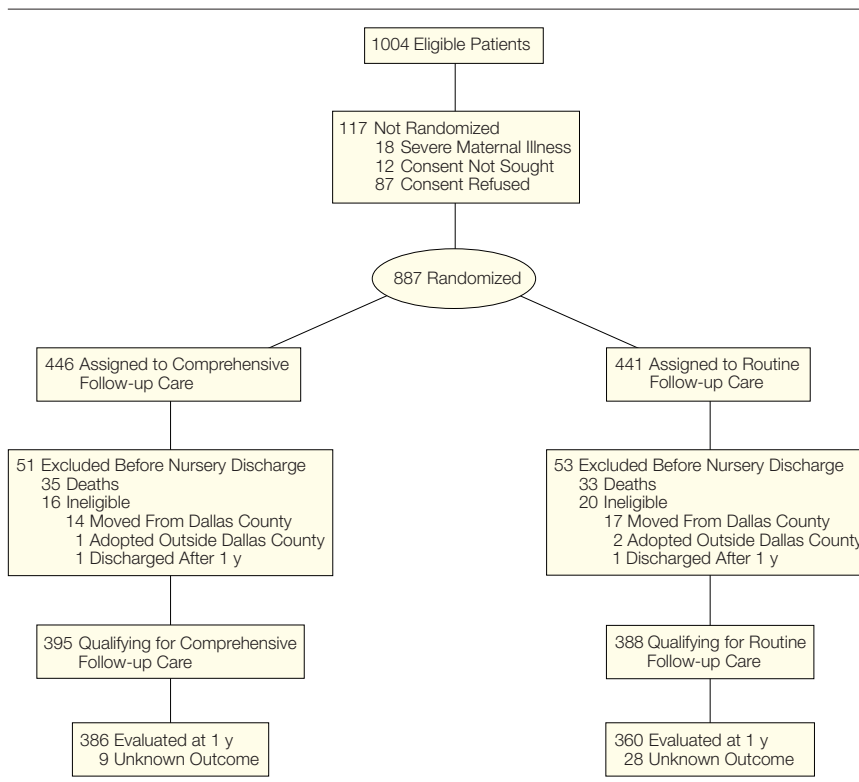 1004 Eligible Patients
117 Not Randomized
18 Severe Maternal Illness
12 Consent Not Sought
87 Consent Refused
887 Randomized
446 Assigned to Comprehensive
Follow-up Care
441 Assigned to Routine
Follow-up Care
51 Excluded Before Nursery Discharge
35 Deaths
16 Ineligible
14 Moved From Dallas County
1 Adopted Outside Dallas County
1 Discharged After 1 y
53 Excluded Before Nursery Discharge
33 Deaths
20 Ineligible
17 Moved From Dallas County
2 Adopted Outside Dallas County
1 Discharged After 1 y
395 Qualifying for Comprehensive
Follow-up Care
388 Qualifying for Routine
Follow-up Care
386 Evaluated at 1 y
9 Unknown Outcome
360 Evaluated at 1 y
28 Unknown Outcome